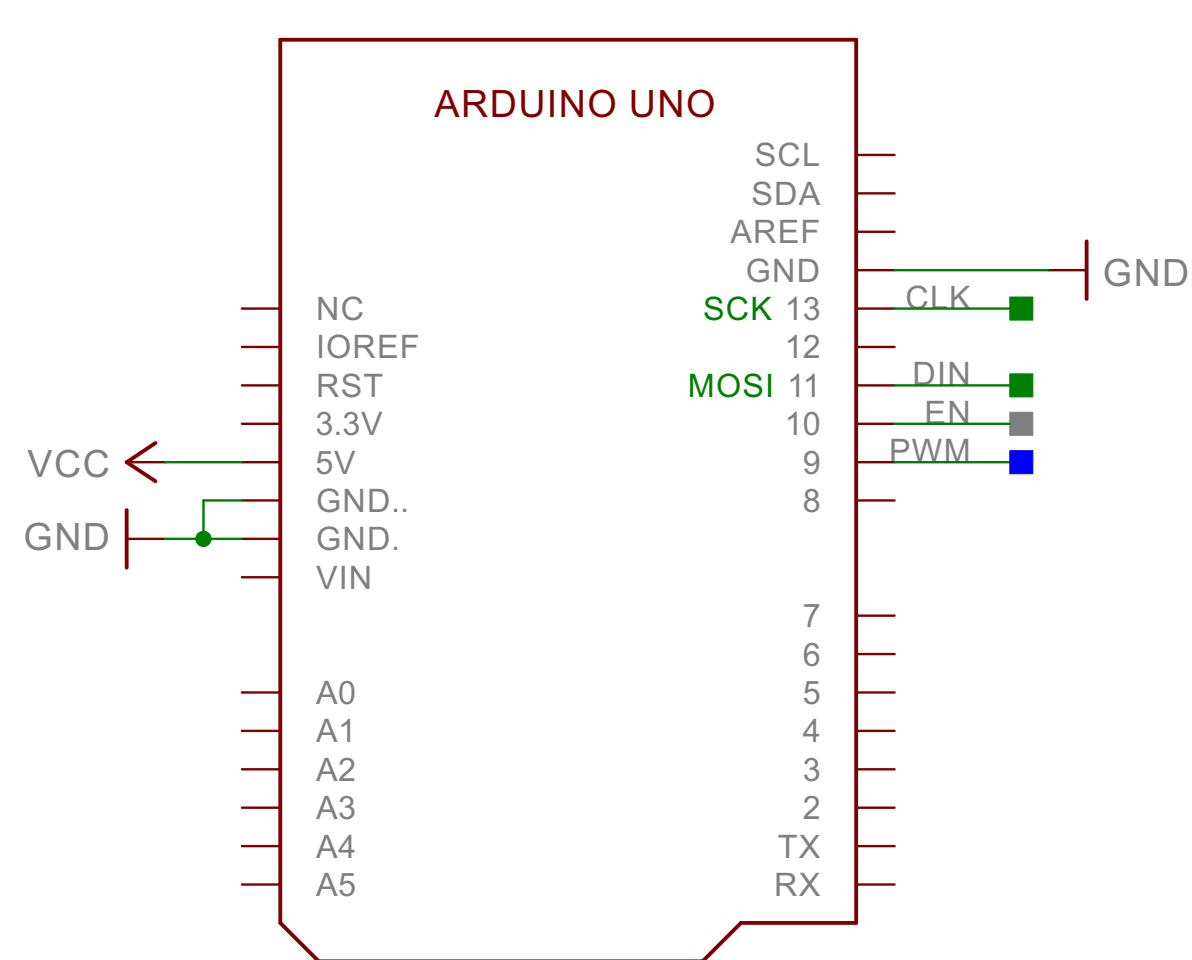 ARDUINO UNO
SCL
SDA
AREF
GND GND
NC SCK 13 CLK
IOREF 12
RST MOSI 11 DIN
3.3V 10 EN
VCC 5V 9 PWM
GND.. 8
GND GND.
VIN
7
6
A0 5
A1 4
A2 3
A3 2
A4 TX
A5 RX